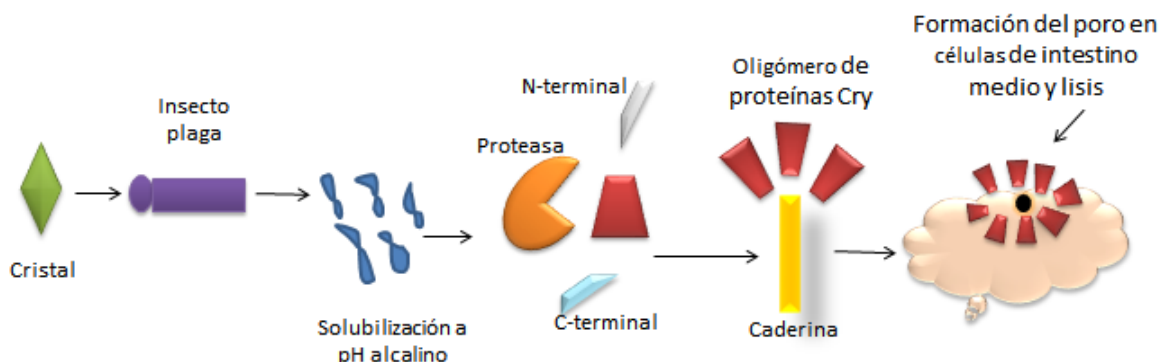 Cristal
Insecto
plaga
Solubilización a
pH alcalino
Proteasa
N-terminal
C-terminal
Oligómero de
proteínas Cry
Caderina
Formación del poro en
células de intestino
medio y lisis